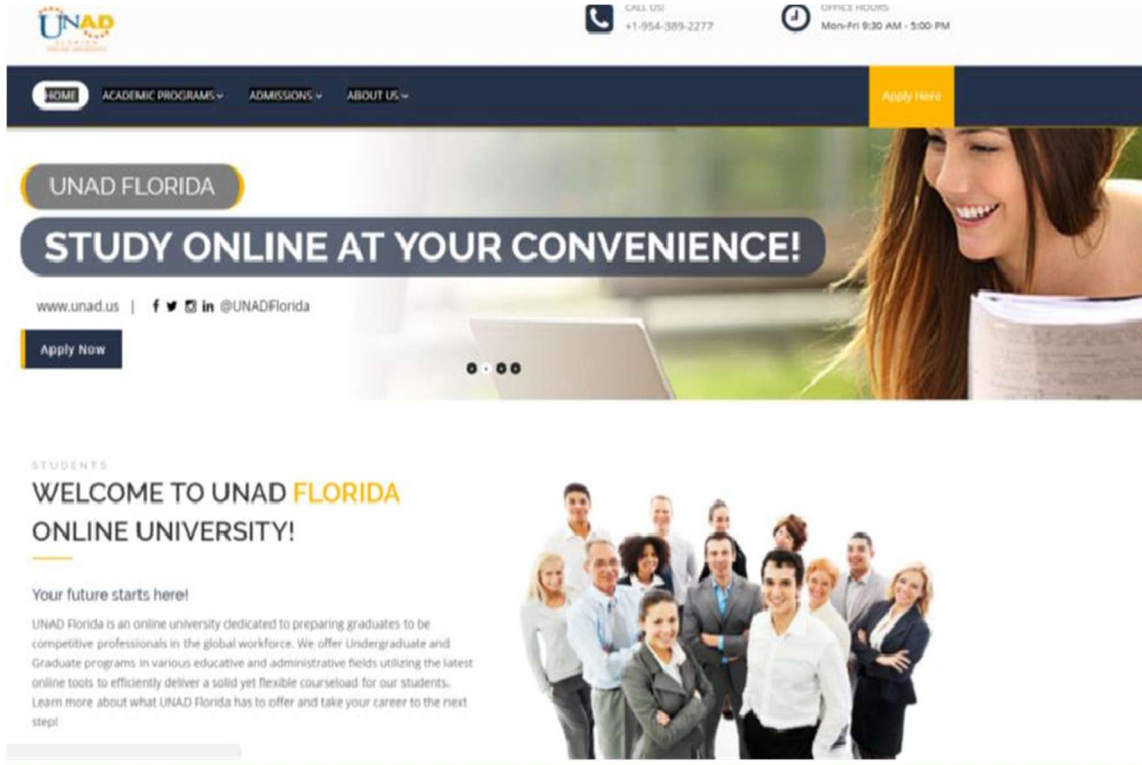 UNAD
FLORIDA
ONLINE UNIVERSITY
CALL US!
+1-954-389-2277
OFFICE HOURS
Mon-Fri 9:30 AM - 5:00 PM
HOME
ACADEMIC PROGRAMS
ADMISSIONS
ABOUT US
Apply Here
UNAD FLORIDA
STUDY ONLINE AT YOUR CONVENIENCE!
www.unad.us | @UNADFlorida
Apply Now
STUDENTS
WELCOME TO UNAD FLORIDA
ONLINE UNIVERSITY!
Your future starts here!
UNAD Florida is an online university dedicated to preparing graduates to be
competitive professionals in the global workforce. We offer Undergraduate and
Graduate programs in various educative and administrative fields utilizing the latest
online tools to efficiently deliver a solid yet flexible courseload for our students.
Learn more about what UNAD Florida has to offer and take your career to the next
step!